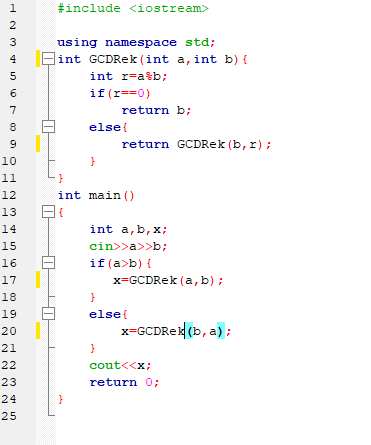 1 #include <iostream>
2
3 using namespace std;
4 int GCDRek(int a,int b){
5 int r=a%b;
6 if(r==0)
7 return b;
8 else{
9 return GCDRek(b,r);
10 }
11 }
12 int main()
13 {
14 int a,b,x;
15 cin>>a>>b;
16 if(a>b){
17 x=GCDRek(a,b);
18 }
19 else{
20 x=GCDRek(b,a);
21 }
22 cout<<x;
23 return 0;
24 }
25